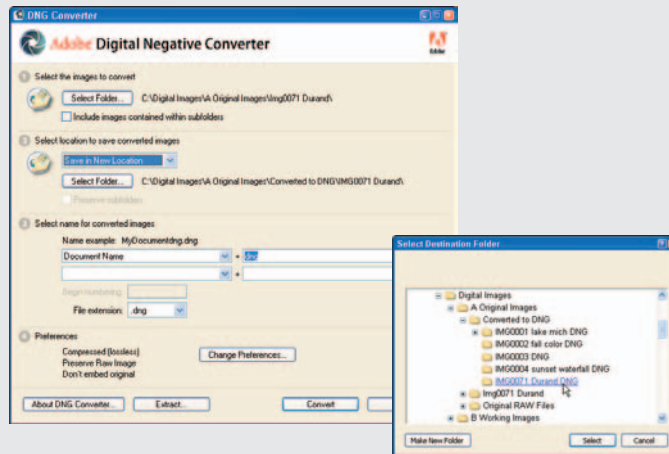 DNG Converter
Adobe Digital Negative Converter
Adobe
1 Select the images to convert
Select Folder... C:\Digital Images\A Original Images\Img0071 Durand\
Include images contained within subfolders
2 Select location to save converted images
Save in New Location
Select Folder... C:\Digital Images\A Original Images\Converted to DNG\IMG0071 Durand\
Preserve subfolders
3 Select name for converted images
Name example: MyDocumentdng.dng
Document Name + dng
+
Begin numbering:
File extension: .dng
4 Preferences
Compressed (lossless)
Preserve Raw Image
Don't embed original
Change Preferences...
About DNG Converter... Extract... Convert
Select Destination Folder
Digital Images
A Original Images
Converted to DNG
IMG0001 lake mich DNG
IMG0002 fall color DNG
IMG0003 DNG
IMG0004 sunset waterfall DNG
IMG0071 Durand DNG
Img0071 Durand
Original RAW Files
B Working Images
Make New Folder Select Cancel